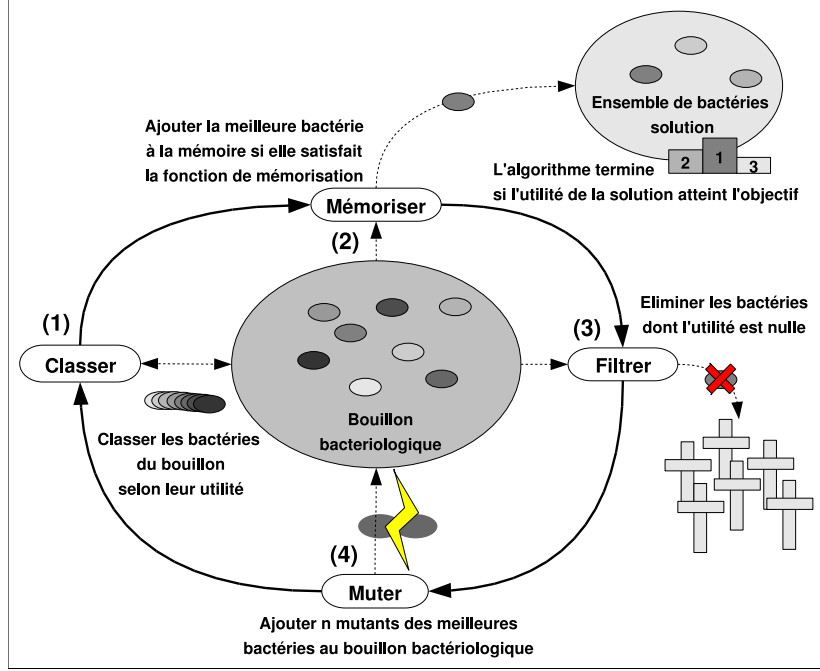 Ajouter la meilleure bactérie
à la mémoire si elle satisfait
la fonction de mémorisation
Ensemble de bactéries
solution
2
1
3
L'algorithme termine
si l'utilité de la solution atteint l'objectif
Mémoriser
(2)
(1)
Classer
Classer les bactéries
du bouillon
selon leur utilité
Bouillon
bacteriologique
(3)
Filtrer
Eliminer les bactéries
dont l'utilité est nulle
(4)
Muter
Ajouter n mutants des meilleures
bactéries au bouillon bactériologique